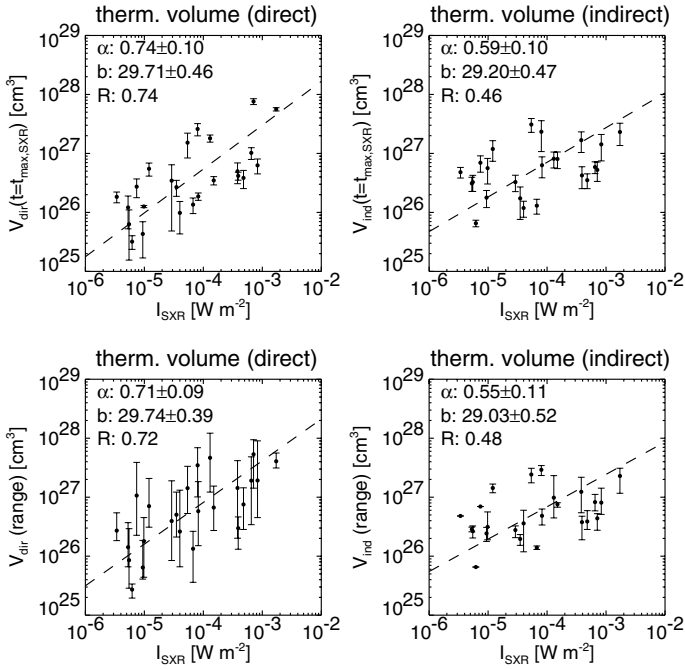 therm. volume (direct)
α: 0.74±0.10
b: 29.71±0.46
R: 0.74
10^29
10^28
10^27
10^26
10^25
V_dir(t=t_max,SXR) [cm^3]
10^-6 10^-5 10^-4 10^-3 10^-2
I_SXR [W m^-2]
therm. volume (indirect)
α: 0.59±0.10
b: 29.20±0.47
R: 0.46
10^29
10^28
10^27
10^26
10^25
V_ind(t=t_max,SXR) [cm^3]
10^-6 10^-5 10^-4 10^-3 10^-2
I_SXR [W m^-2]
therm. volume (direct)
α: 0.71±0.09
b: 29.74±0.39
R: 0.72
10^29
10^28
10^27
10^26
10^25
V_dir (range) [cm^3]
10^-6 10^-5 10^-4 10^-3 10^-2
I_SXR [W m^-2]
therm. volume (indirect)
α: 0.55±0.11
b: 29.03±0.52
R: 0.48
10^29
10^28
10^27
10^26
10^25
V_ind (range) [cm^3]
10^-6 10^-5 10^-4 10^-3 10^-2
I_SXR [W m^-2]